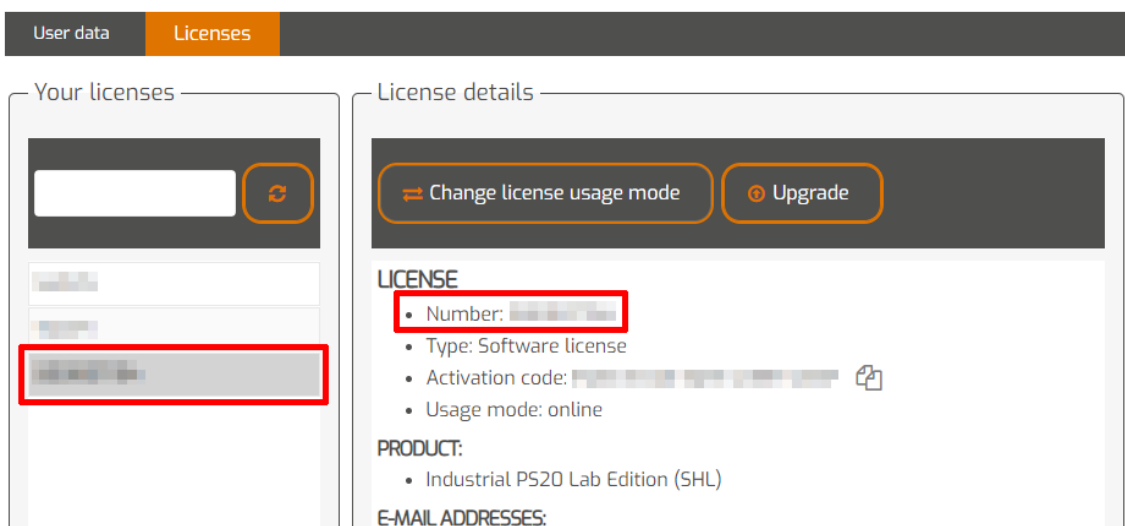 User data
Licenses
Your licenses
License details
Change license usage mode
Upgrade
LICENSE
• Number:
• Type: Software license
• Activation code:
• Usage mode: online
PRODUCT:
• Industrial PS20 Lab Edition (SHL)
E-MAIL ADDRESSES: